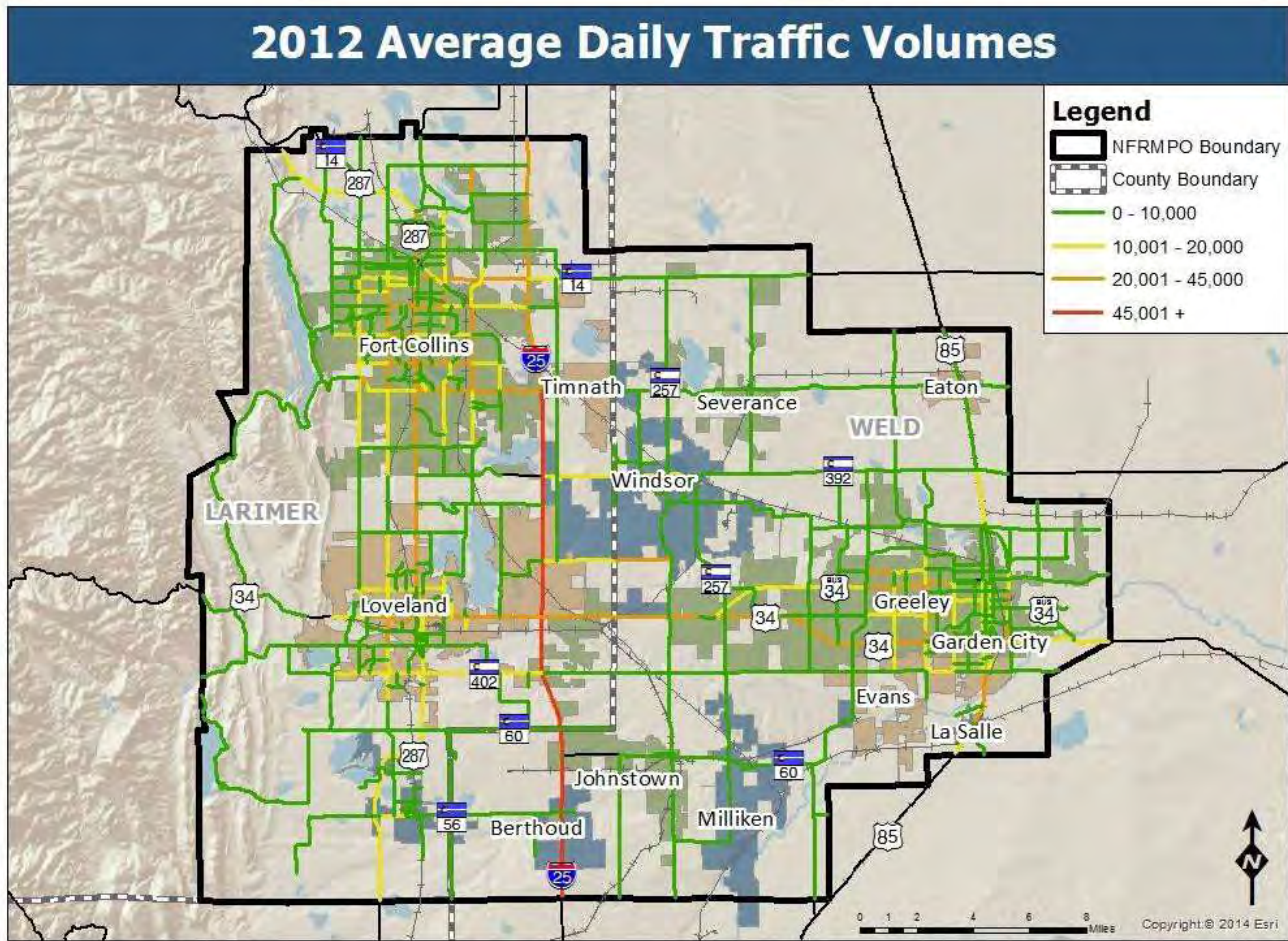 2012 Average Daily Traffic Volumes
Legend
NFRMPO Boundary
County Boundary
0 - 10,000
10,001 - 20,000
20,001 - 45,000
45,001 +
C
14
287
287
C
14
Fort Collins
25
Timnath
C
257
Severance
85
Eaton
WELD
C
392
Windsor
LARIMER
34
Loveland
C
257
34
BUS
34
Greeley
BUS
34
34
Garden City
C
402
Evans
C
60
La Salle
287
Johnstown
C
60
C
56
Berthoud
Milliken
85
25
N
0 1 2 4 6 8
Miles
Copyright:© 2014 Esri